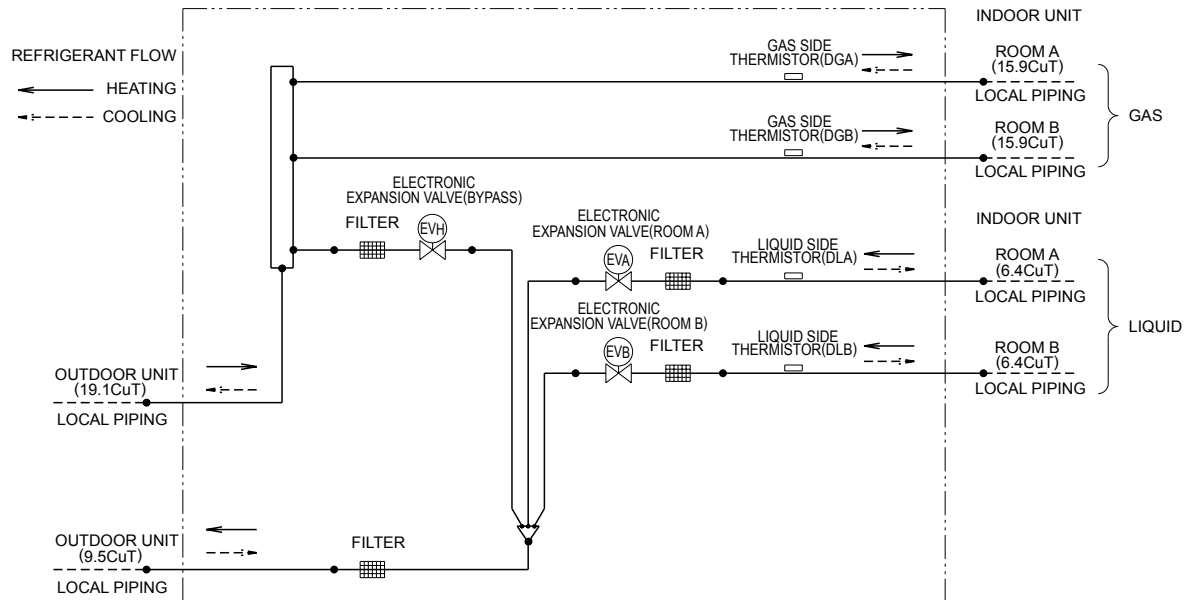 REFRIGERANT FLOW
HEATING
COOLING
INDOOR UNIT
GAS SIDE
THERMISTOR(DGA)
ROOM A
(15.9CuT)
LOCAL PIPING
GAS
GAS SIDE
THERMISTOR(DGB)
ROOM B
(15.9CuT)
LOCAL PIPING
ELECTRONIC
EXPANSION VALVE(BYPASS)
FILTER
EVH
INDOOR UNIT
ELECTRONIC
EXPANSION VALVE(ROOM A)
EVA
FILTER
LIQUID SIDE
THERMISTOR(DLA)
ROOM A
(6.4CuT)
LOCAL PIPING
LIQUID
ELECTRONIC
EXPANSION VALVE(ROOM B)
EVB
FILTER
LIQUID SIDE
THERMISTOR(DLB)
ROOM B
(6.4CuT)
LOCAL PIPING
OUTDOOR UNIT
(19.1CuT)
LOCAL PIPING
OUTDOOR UNIT
(9.5CuT)
LOCAL PIPING
FILTER